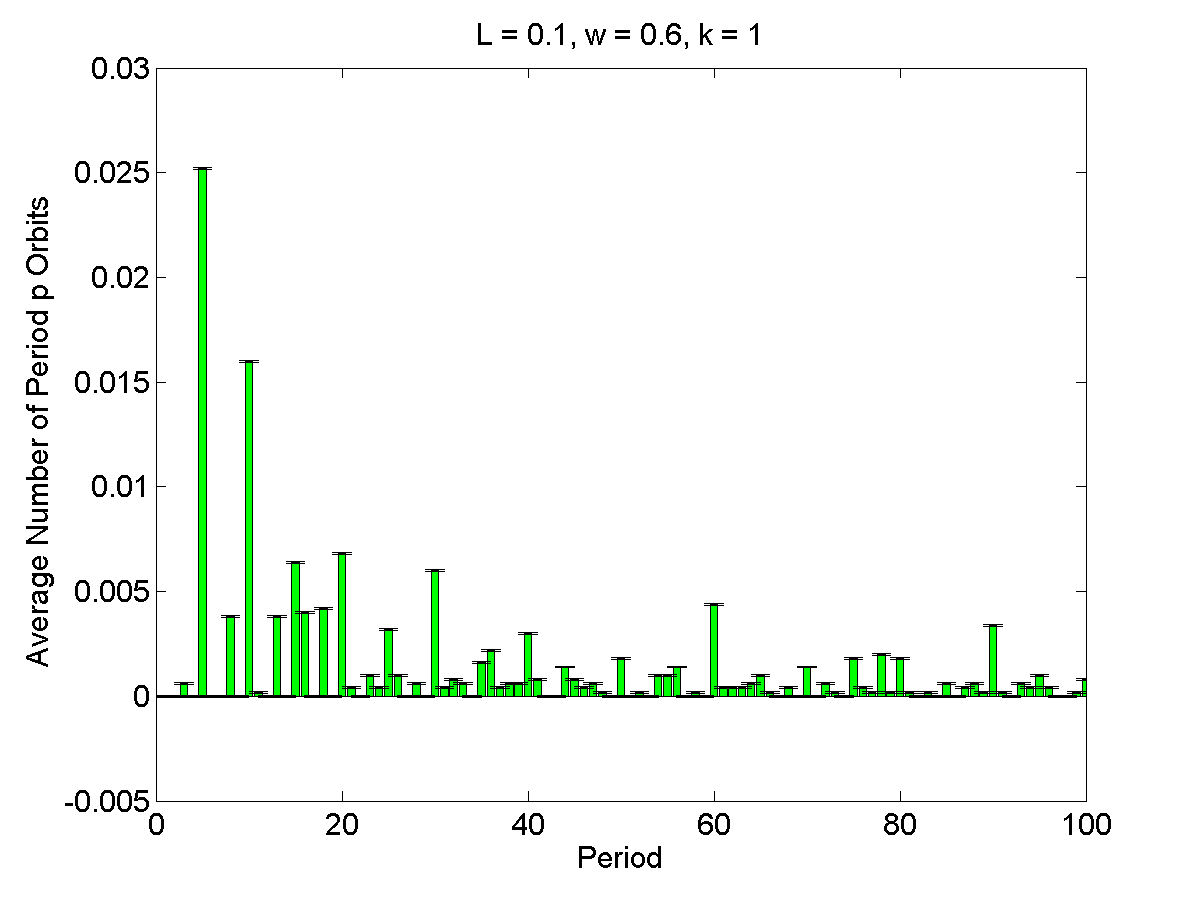 L = 0.1, w = 0.6, k = 1
0.03
0.025
0.02
0.015
0.01
0.005
0
-0.005
Average Number of Period p Orbits
0 20 40 60 80 100
Period